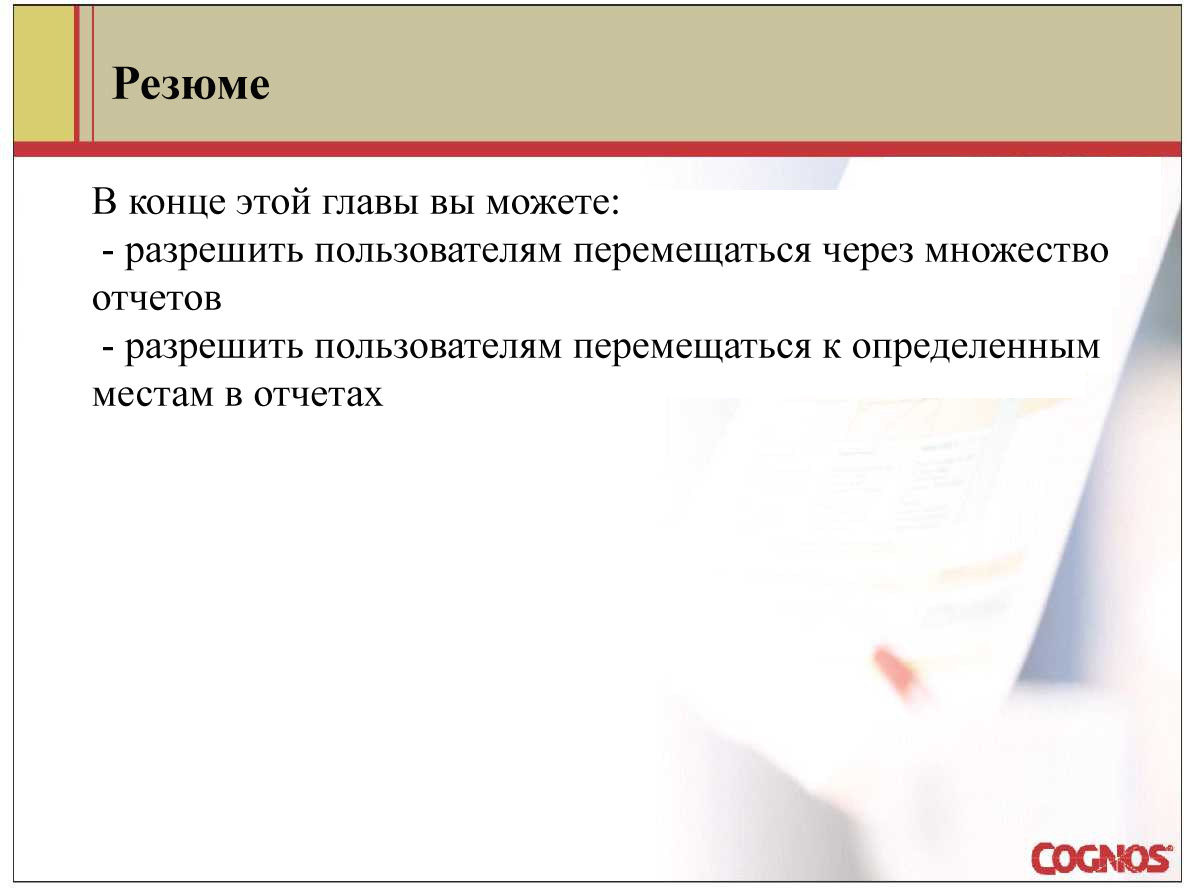 Резюме
В конце этой главы вы можете:
- разрешить пользователям перемещаться через множество
отчетов
- разрешить пользователям перемещаться к определенным
местам в отчетах
COGNOS®